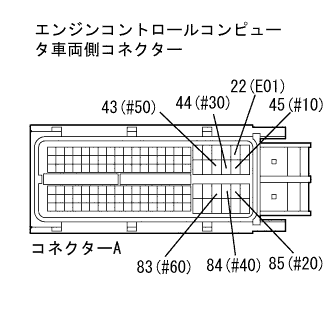 エンジンコントロールコンピュー
タ車両側コネクター
22(E01)
44(#30)
43(#50)
45(#10)
コネクターA
83(#60)
84(#40)
85(#20)